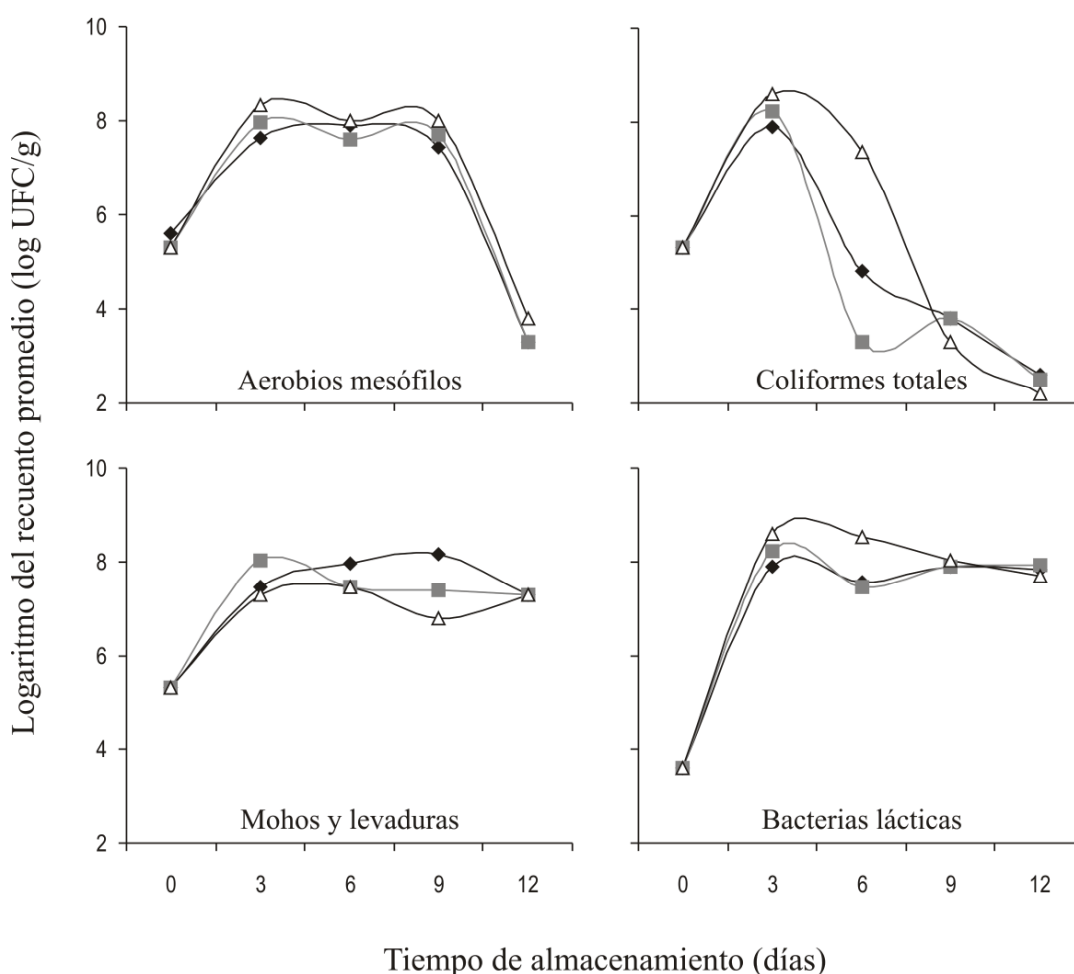 Logaritmo del recuento promedio (log UFC/g)
10
8
6
4
2
Aerobios mesófilos
Coliformes totales
10
8
6
4
2
Mohos y levaduras
Bacterias lácticas
0 3 6 9 12
0 3 6 9 12
Tiempo de almacenamiento (días)